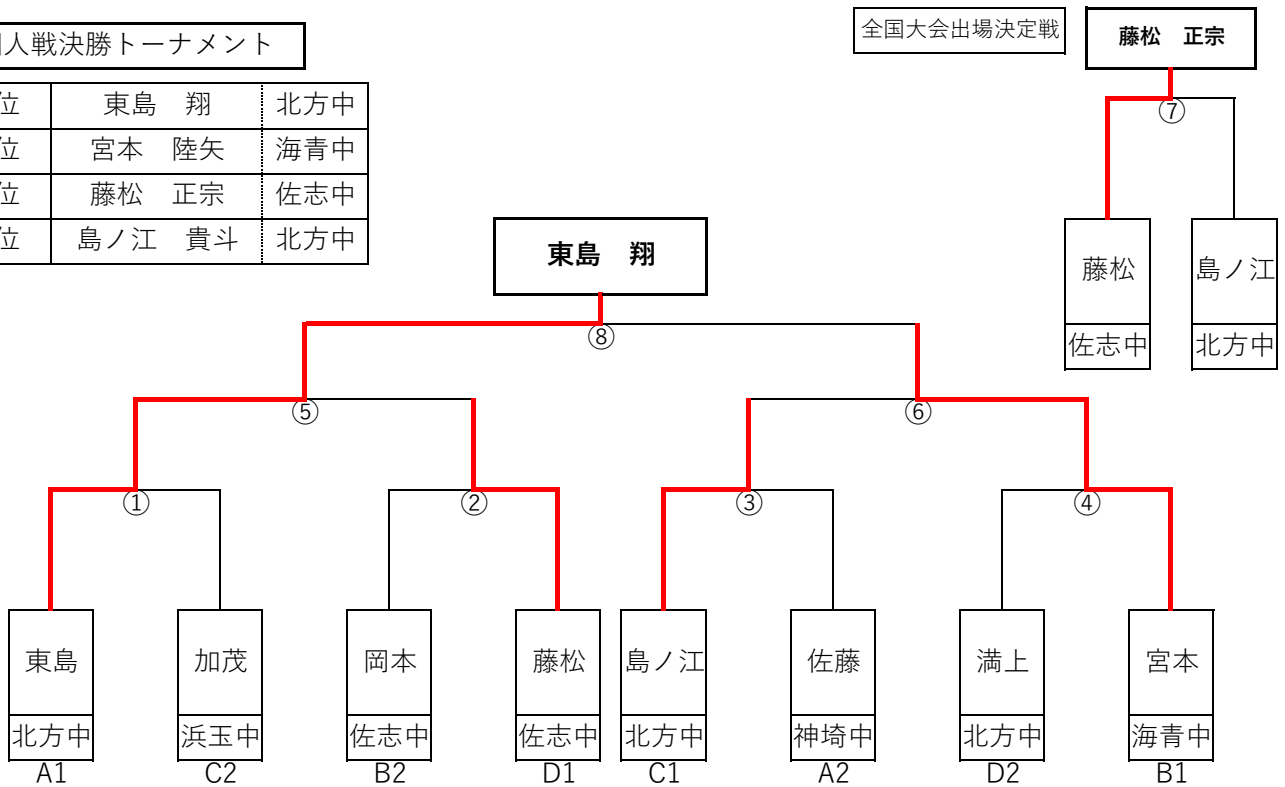 人戦決勝トーナメント
全国大会出場決定戦
藤松 正宗
位 東島 翔 北方中
位 宮本 陸矢 海青中
位 藤松 正宗 佐志中
位 島ノ江 貴斗 北方中
⑦
藤松 島ノ江
佐志中 北方中
東島 翔
⑧
⑤ ⑥
① ② ③ ④
東島 加茂 岡本 藤松 島ノ江 佐藤 満上 宮本
北方中 浜玉中 佐志中 佐志中 北方中 神埼中 北方中 海青中
A1 C2 B2 D1 C1 A2 D2 B1